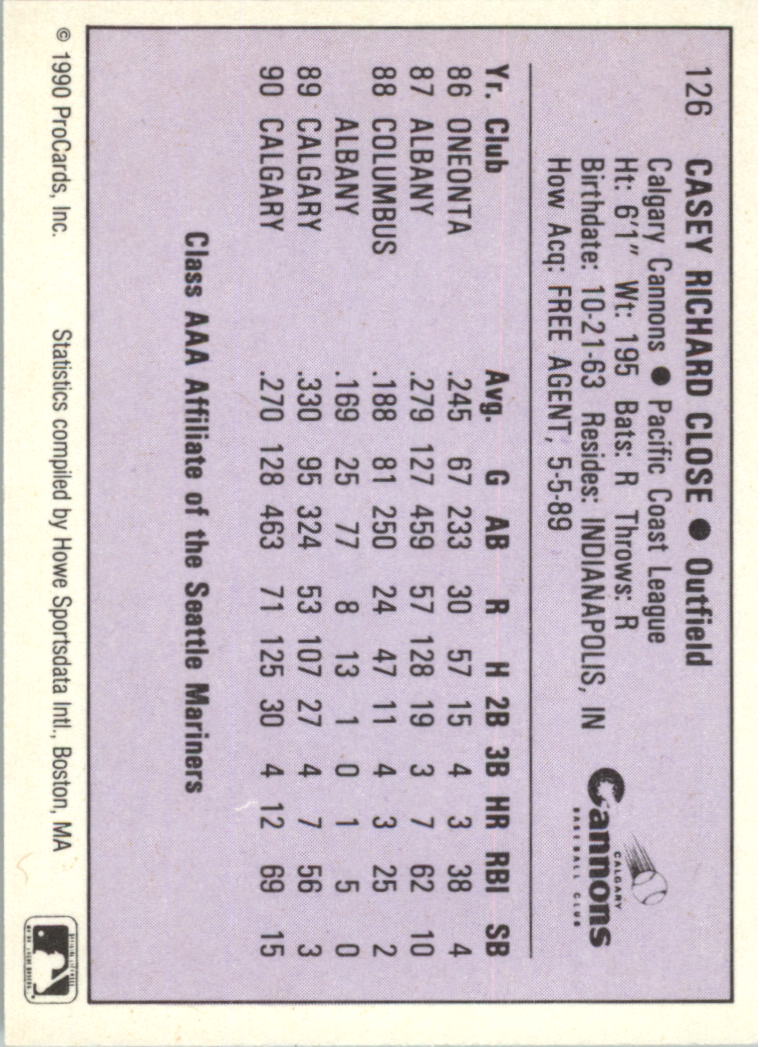 126 CASEY RICHARD CLOSE ● Outfield
Calgary Cannons ● Pacific Coast League
Ht: 6'1" Wt: 195 Bats: R Throws: R
Birthdate: 10-21-63 Resides: INDIANAPOLIS, IN
How Acq: FREE AGENT, 5-5-89
CALGARY
Cannons
BASEBALL CLUB
Yr. Club Avg. G AB R H 2B 3B HR RBI SB
86 ONEONTA .245 67 233 30 57 15 4 3 38 4
87 ALBANY .279 127 459 57 128 19 3 7 62 10
88 COLUMBUS .188 81 250 24 47 11 4 3 25 2
ALBANY .169 25 77 8 13 1 0 1 5 0
89 CALGARY .330 95 324 53 107 27 4 7 56 3
90 CALGARY .270 128 463 71 125 30 4 12 69 15
Class AAA Affiliate of the Seattle Mariners
© 1990 ProCards, Inc. Statistics compiled by Howe Sportsdata Intl., Boston, MA